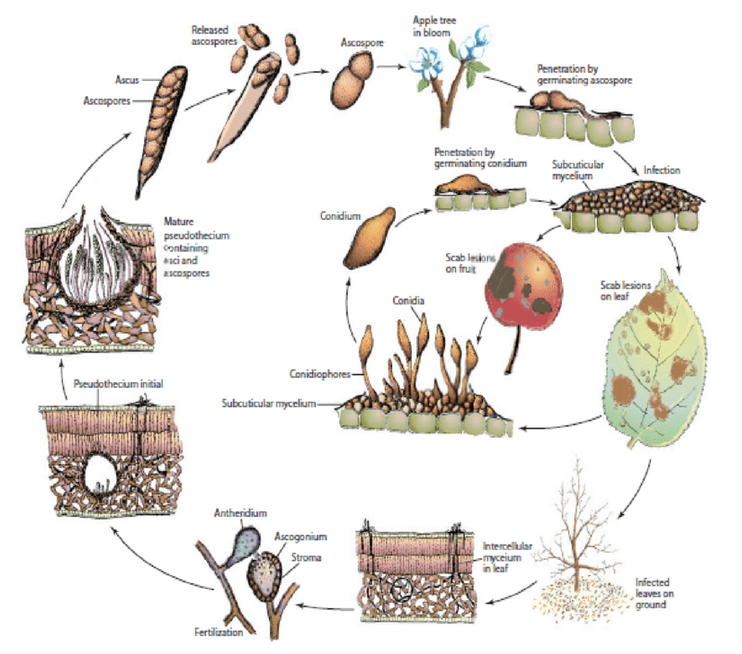 Released
ascospores
Ascospore
Apple tree
in bloom
Ascus
Ascospores
Penetration by
germinating ascospore
Penetration by
germinating conidium
Subcuticular
mycelium
Infection
Conidium
Mature
pseudothecium
containing
asci and
ascospores
Scab lesions
on fruit
Scab lesions
on leaf
Conidia
Conidiophores
Subcuticular mycelium
Pseudothecium initial
Antheridium
Ascogonium
Stroma
Fertilization
Intercellular
myceium
in leaf
Infected
leaves on
ground